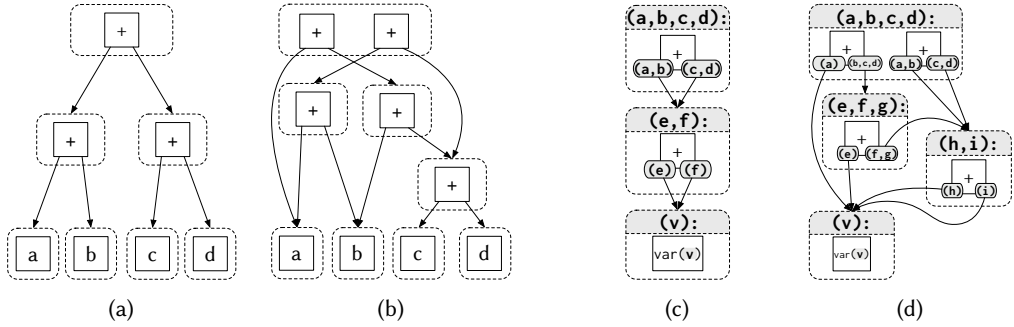 +
+ +
a b c d
(a)
+ +
+ +
+
a b c d
(b)
(a,b,c,d):
+
(a,b) (c,d)
(e,f):
+
(e) (f)
(v):
var(v)
(c)
(a,b,c,d):
+ +
(a) (b,c,d) (a,b) (c,d)
(e,f,g):
+
(e) (f,g)
(h,i):
+
(h) (i)
(v):
var(v)
(d)